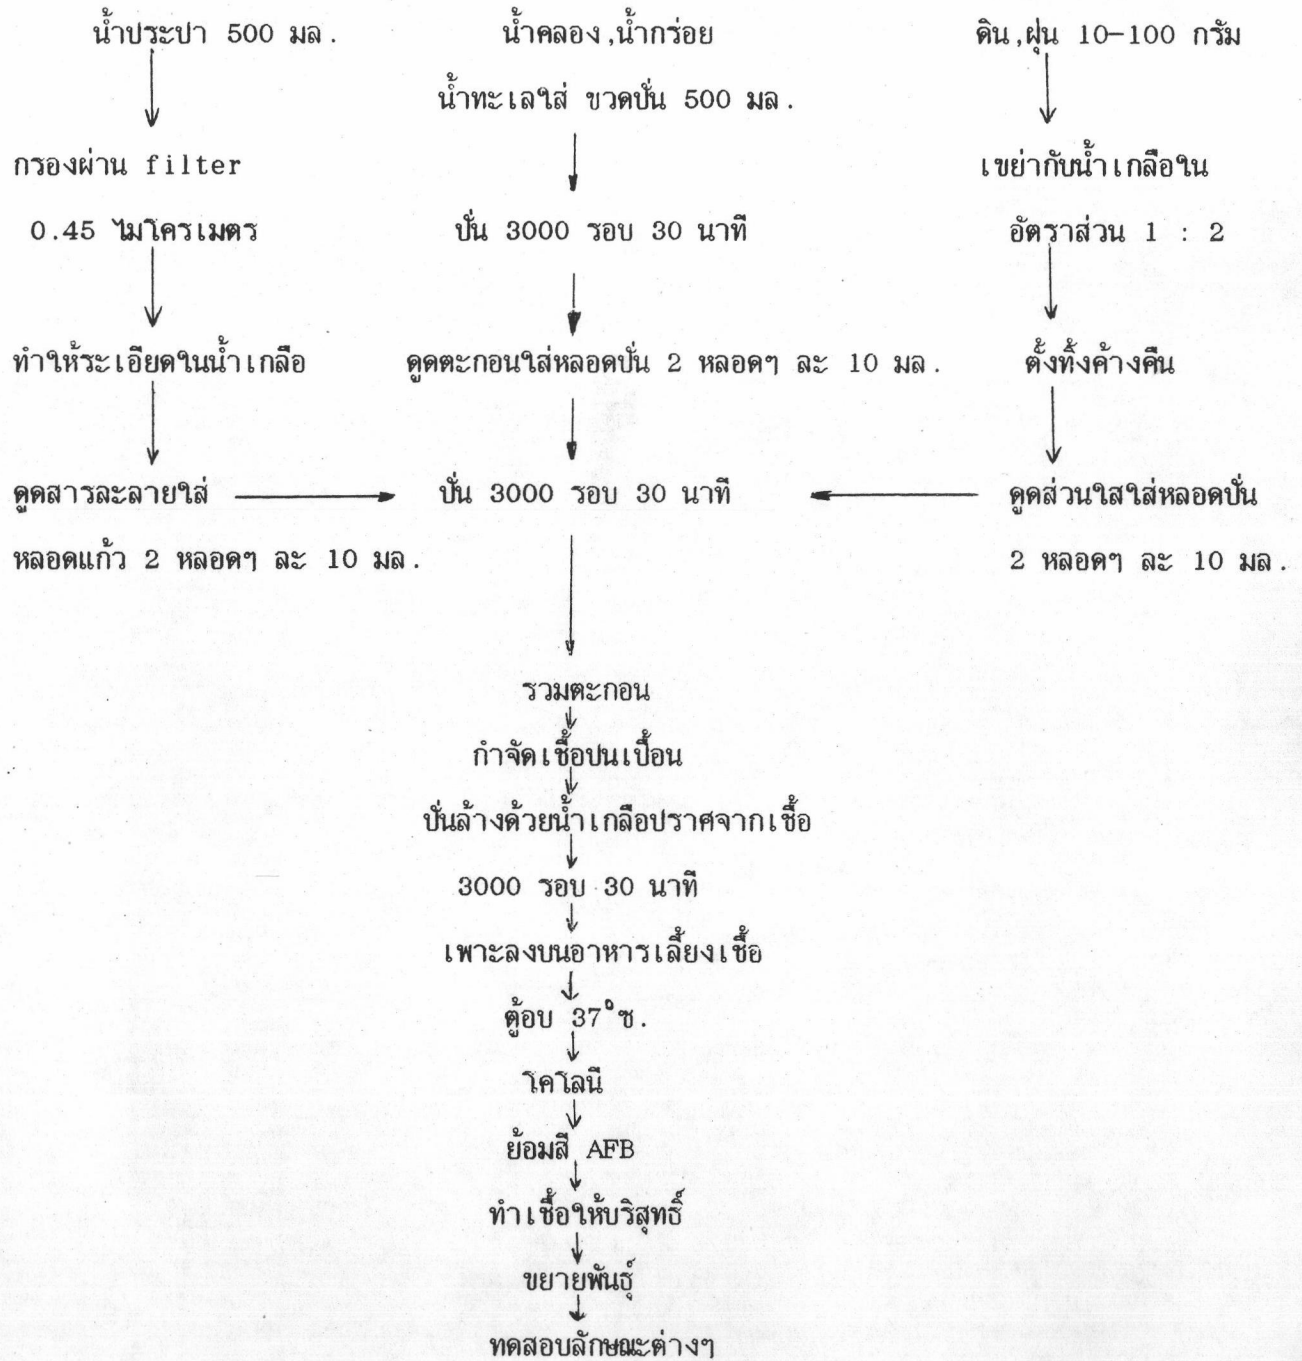 น้ำประปา 500 มล.
น้ำคลอง,น้ำกร่อย
ดิน,ฝุ่น 10-100 กรัม
น้ำทะเลใส่ ขวดปั่น 500 มล.
กรองผ่าน filter
เขย่ากับน้ำเกลือใน
0.45 ไมโครเมตร
ปั่น 3000 รอบ 30 นาที
อัตราส่วน 1 : 2
ทำให้ระเอียดในน้ำเกลือ
ดูดตะกอนใส่หลอดปั่น 2 หลอดๆ ละ 10 มล.
ตั้งทิ้งค้างคืน
ดูดสารละลายใส่
ปั่น 3000 รอบ 30 นาที
ดูดส่วนใสใส่หลอดปั่น
หลอดแก้ว 2 หลอดๆ ละ 10 มล.
2 หลอดๆ ละ 10 มล.
รวมตะกอน
กำจัดเชื้อปนเปื้อน
ปั่นล้างด้วยน้ำเกลือปราศจากเชื้อ
3000 รอบ 30 นาที
เพาะลงบนอาหารเลี้ยงเชื้อ
ตู้อบ 37°ซ.
โคโลนี
ย้อมสี AFB
ทำเชื้อให้บริสุทธิ์
ขยายพันธุ์
ทดสอบลักษณะต่างๆ